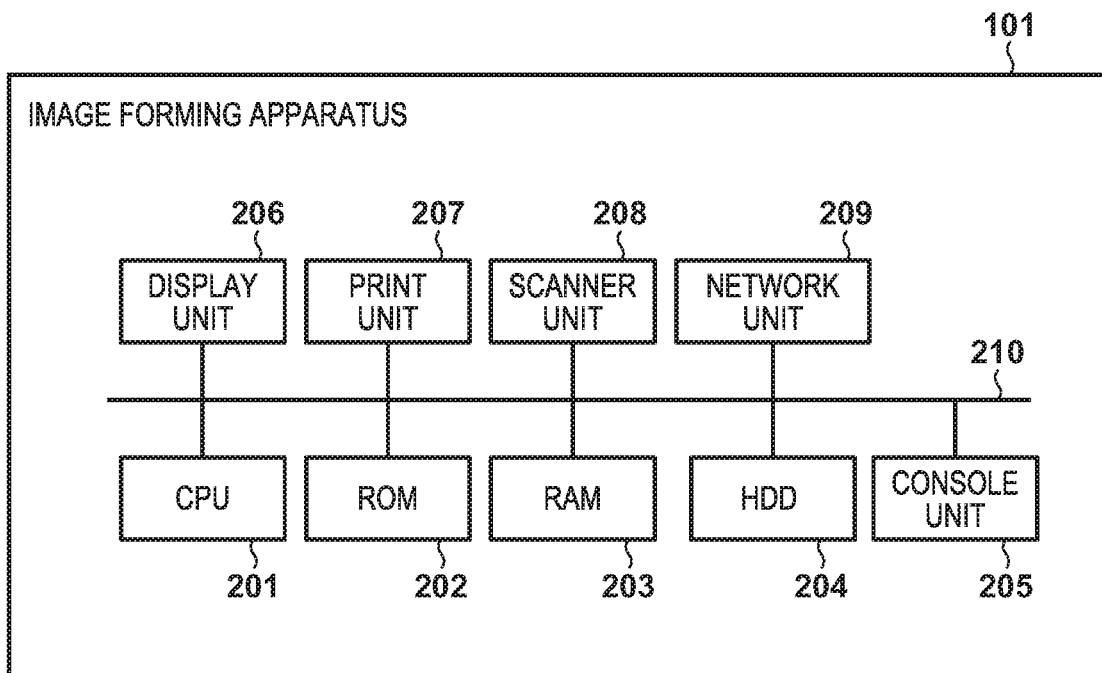 101
IMAGE FORMING APPARATUS
206
207
208
209
DISPLAY
UNIT
PRINT
UNIT
SCANNER
UNIT
NETWORK
UNIT
210
CPU
ROM
RAM
HDD
CONSOLE
UNIT
201
202
203
204
205